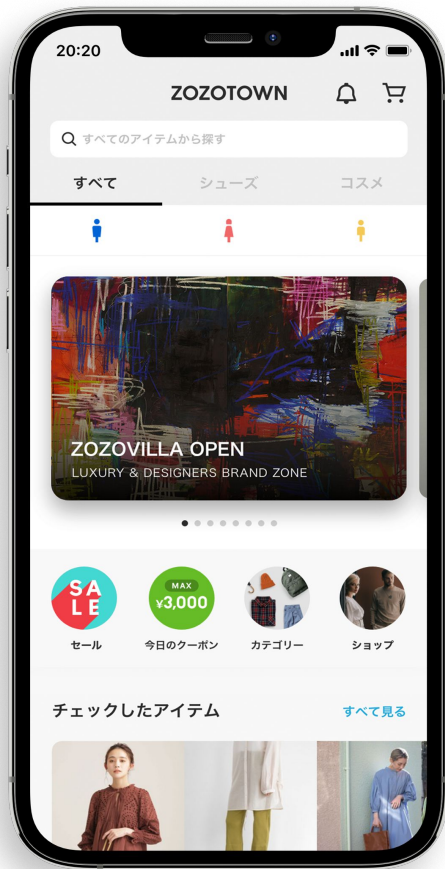 20:20
ZOZOTOWN
すべてのアイテムから探す
すべて シューズ コスメ
ZOZOVILLA OPEN
LUXURY & DESIGNERS BRAND ZONE
SA
LE
MAX
¥3,000
セール 今日のクーポン カテゴリー ショップ
チェックしたアイテム すべて見る